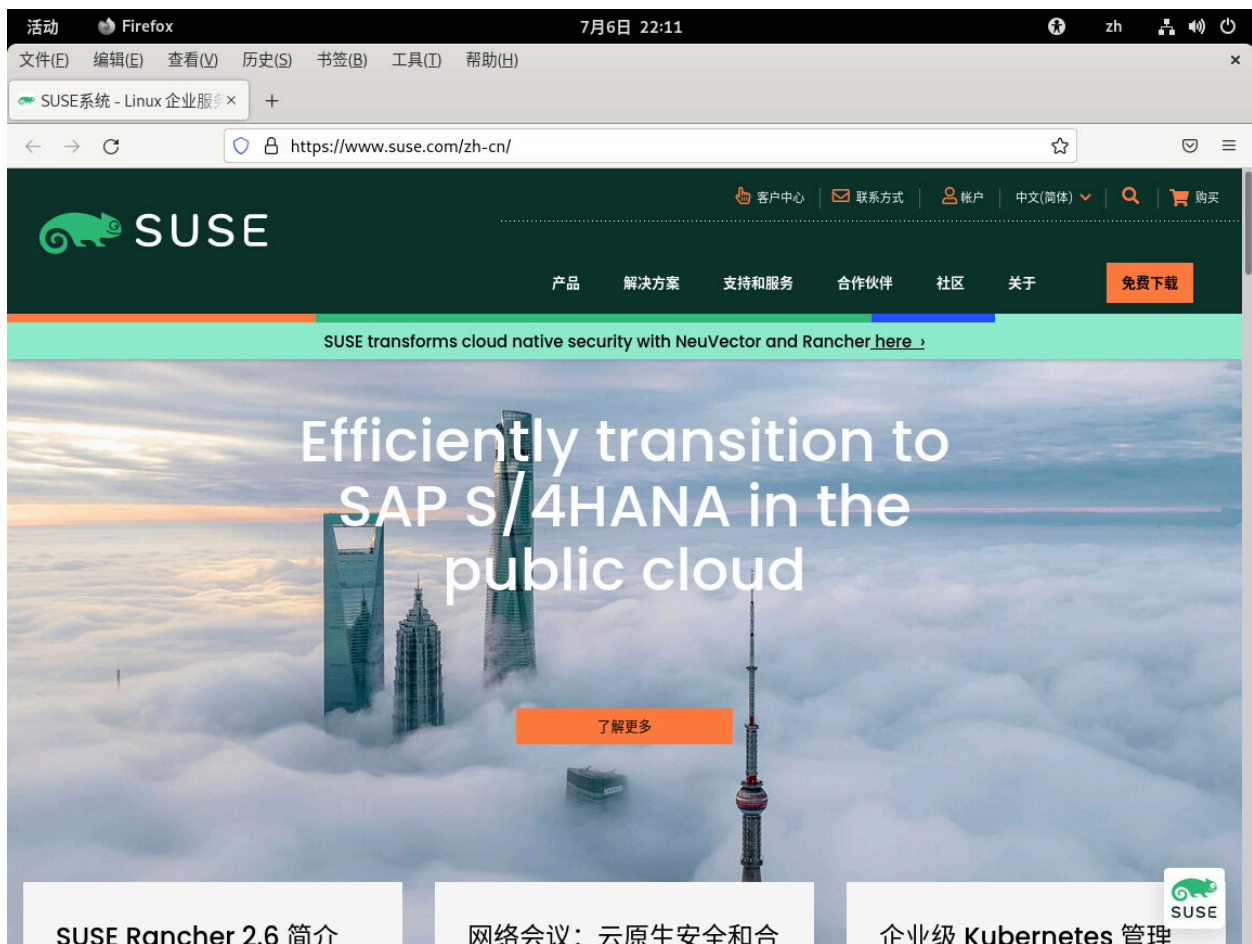 活动 Firefox 7月6日 22:11 zh
文件(F) 编辑(E) 查看(V) 历史(S) 书签(B) 工具(T) 帮助(H)
SUSE系统 - Linux 企业服
https://www.suse.com/zh-cn/
客户中心 联系方式 帐户 中文(简体) 购买
SUSE
产品 解决方案 支持和服务 合作伙伴 社区 关于 免费下载
SUSE transforms cloud native security with NeuVector and Rancher here ›
Efficiently transition to
SAP S/4HANA in the
public cloud
了解更多
SUSE
SUSE Rancher 2.6 简介 网络会议：云原生安全和合 企业级 Kubernetes 管理